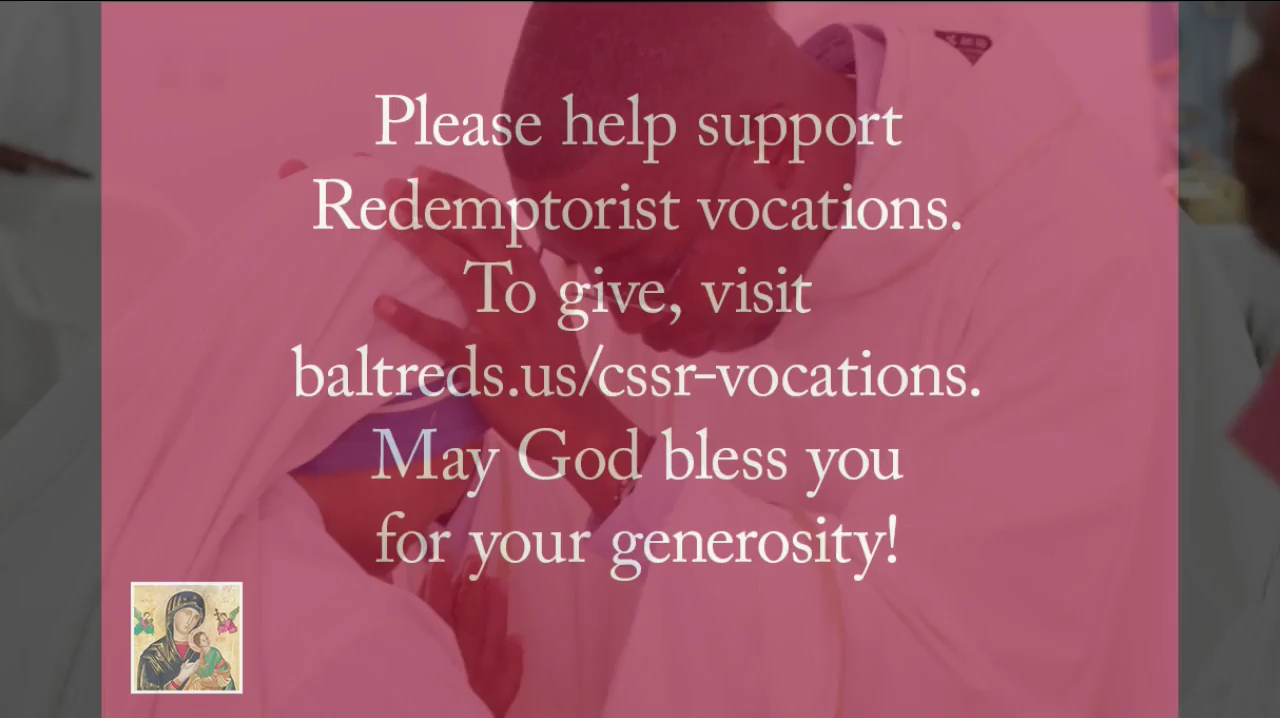 Please help support
Redemptorist vocations.
To give, visit
baltreds.us/cssr-vocations.
May God bless you
for your generosity!